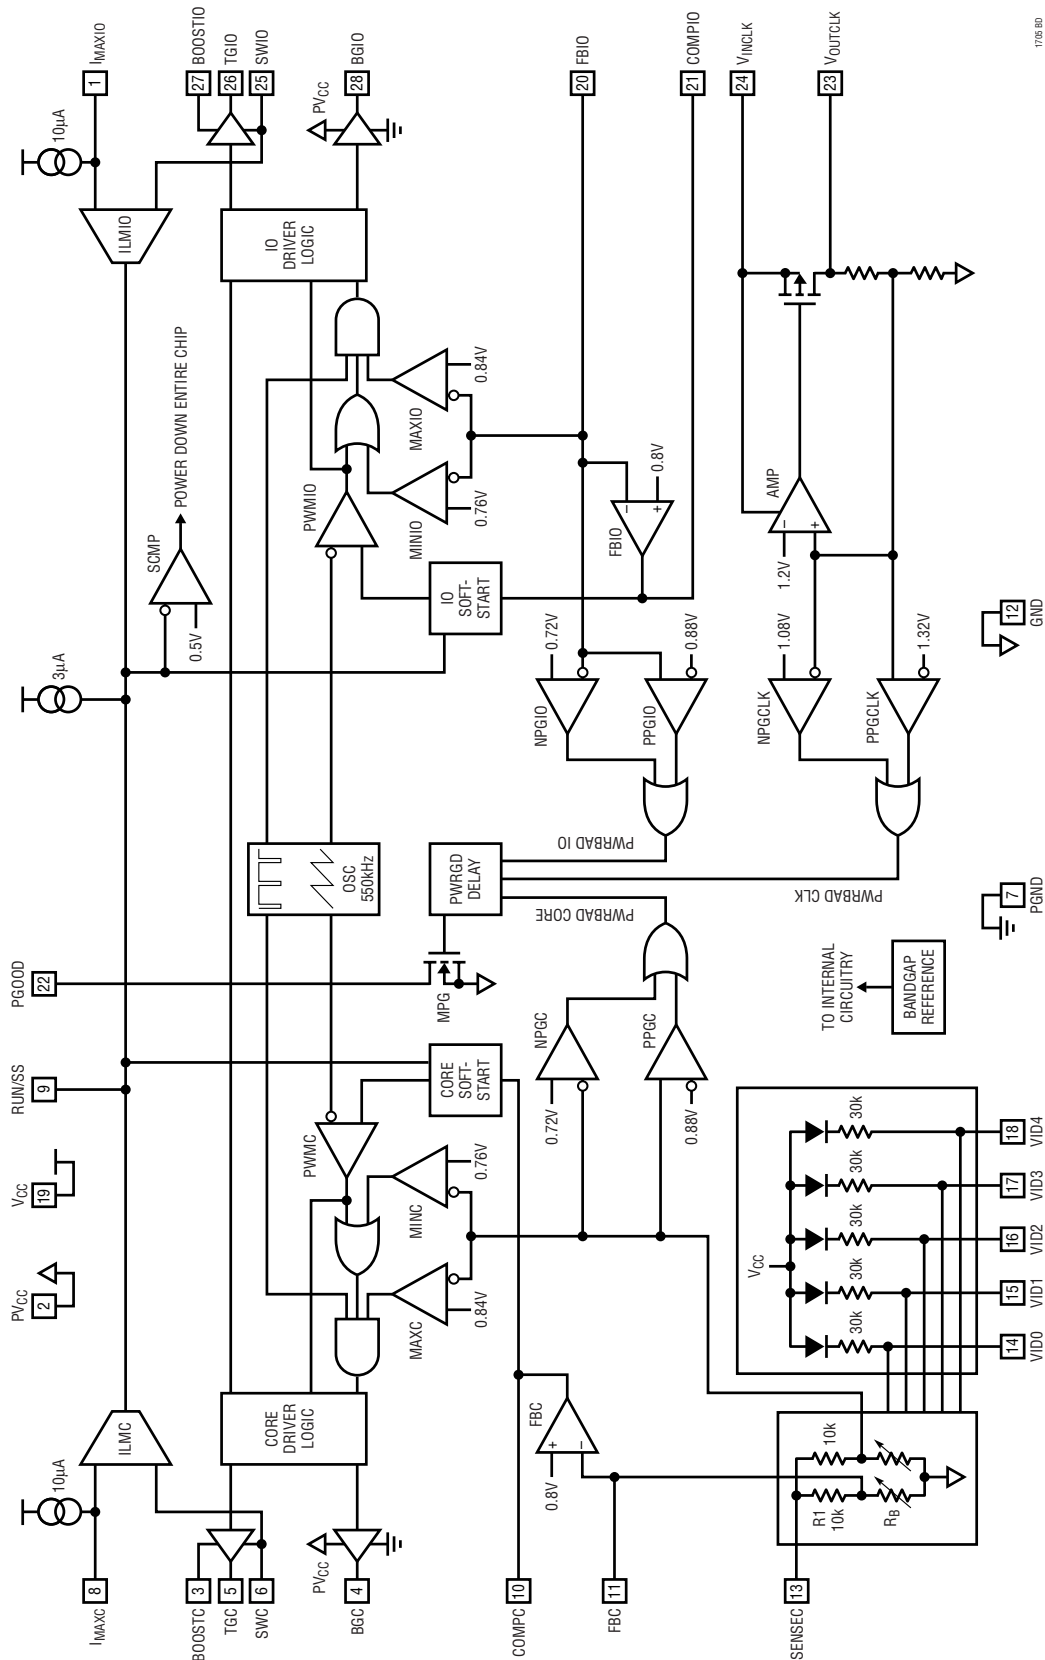 IMAXC
8
10µA
ILMC
BOOSTC
3
TGC
5
SWC
6
PVCC
BGC
4
CORE
DRIVER
LOGIC
PVCC
2
VCC
19
RUN/SS
9
PGOOD
22
3µA
SCMP
0.5V
POWER DOWN ENTIRE CHIP
ILMIO
10µA
1
IMAXIO
27
BOOSTIO
26
TGIO
25
SWIO
PVCC
28
BGIO
IO
DRIVER
LOGIC
OSC
550kHz
PWMC
MAXC
0.84V
MINC
0.76V
CORE
SOFT-
START
MPG
PWRGD
DELAY
PWMIO
MINIO
0.76V
MAXIO
0.84V
IO
SOFT-
START
COMPC
10
FBC
11
FBC
+
–
0.8V
NPGC
0.72V
PPGC
0.88V
PWRBAD CORE
PWRBAD IO
PWRBAD CLK
NPGIO
0.72V
PPGIO
0.88V
FBIO
–
+
0.8V
20
FBIO
21
COMPIO
SENSEC
13
R1
10k
10k
RB
VCC
30k
30k
30k
30k
30k
14
VID0
15
VID1
16
VID2
17
VID3
18
VID4
TO INTERNAL
CIRCUITRY
BANDGAP
REFERENCE
7
PGND
12
GND
NPGCLK
1.08V
PPGCLK
1.32V
1.2V
–
+
AMP
24
VINCLK
23
VOUTCLK
1705 BD